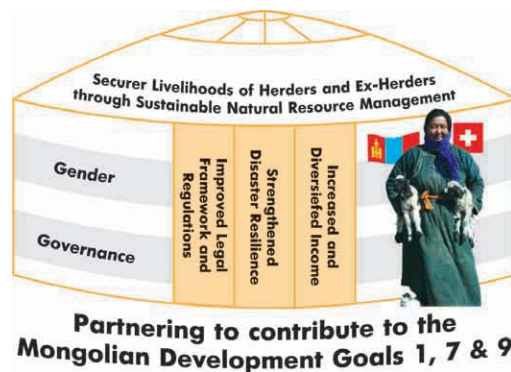 Securer Livelihoods of Herders and Ex-Herders
through Sustainable Natural Resource Management
Gender
Governance
Improved Legal
Framework and
Regulations
Strengthened
Disaster Resilience
Increased and
Diversiefed Income
Partnering to contribute to the
Mongolian Development Goals 1, 7 & 9